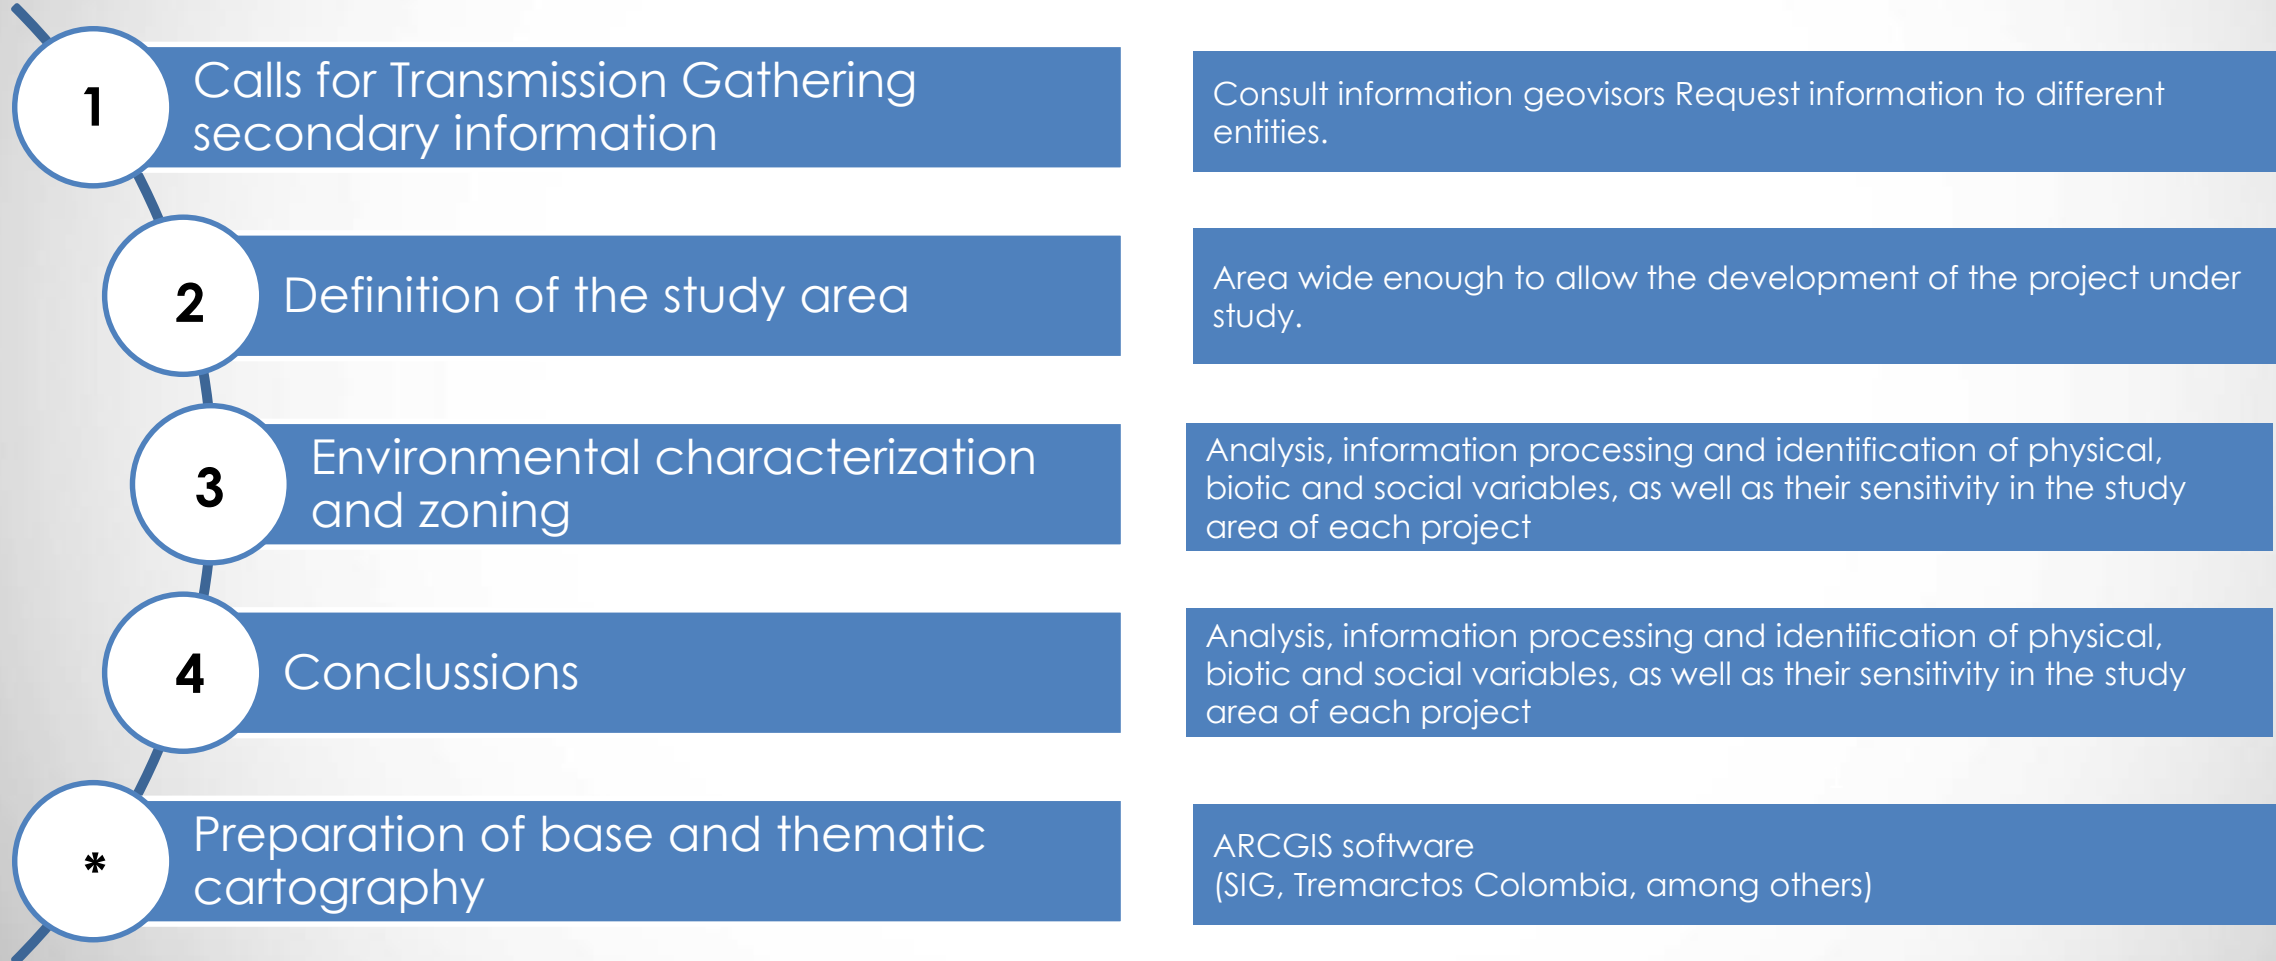 1
Calls for Transmission Gathering
secondary information
Consult information geovisors Request information to different
entities.
2
Definition of the study area
Area wide enough to allow the development of the project under
study.
3
Environmental characterization
and zoning
Analysis, information processing and identification of physical,
biotic and social variables, as well as their sensitivity in the study
area of each project
4
Conclussions
Analysis, information processing and identification of physical,
biotic and social variables, as well as their sensitivity in the study
area of each project
*
Preparation of base and thematic
cartography
ARCGIS software
(SIG, Tremarctos Colombia, among others)